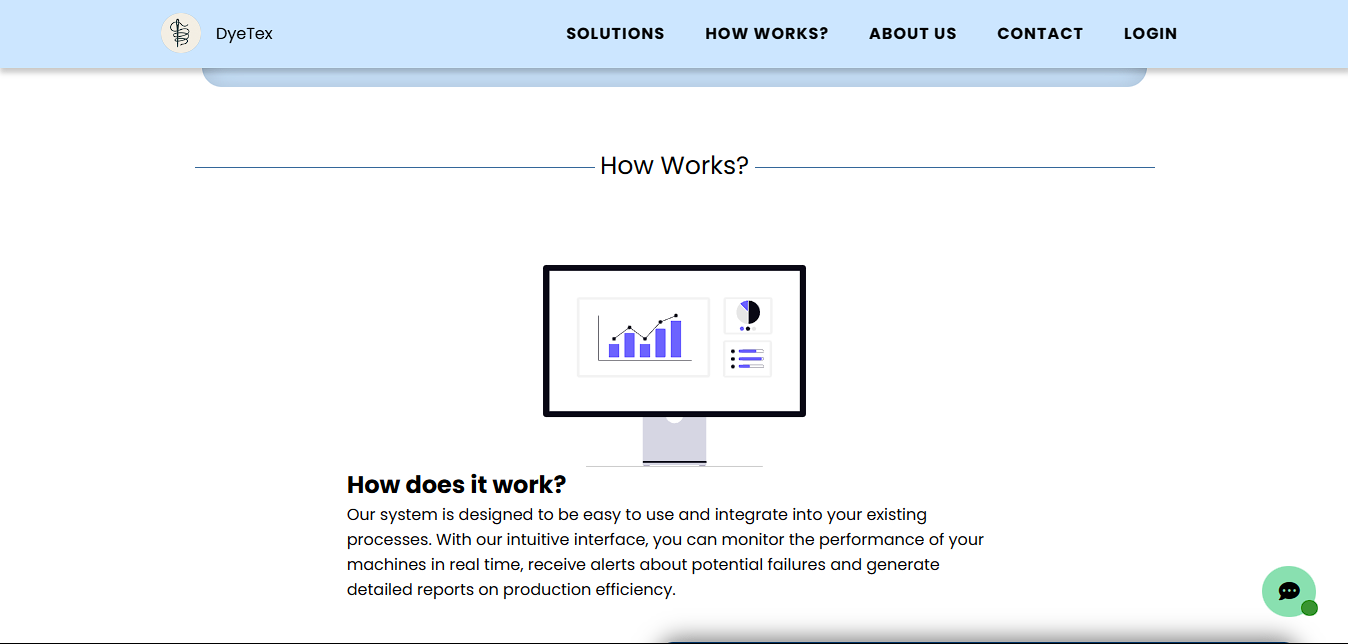 DyeTex
SOLUTIONS
HOW WORKS?
ABOUT US
CONTACT
LOGIN
How Works?
How does it work?
Our system is designed to be easy to use and integrate into your existing
processes. With our intuitive interface, you can monitor the performance of your
machines in real time, receive alerts about potential failures and generate
detailed reports on production efficiency.